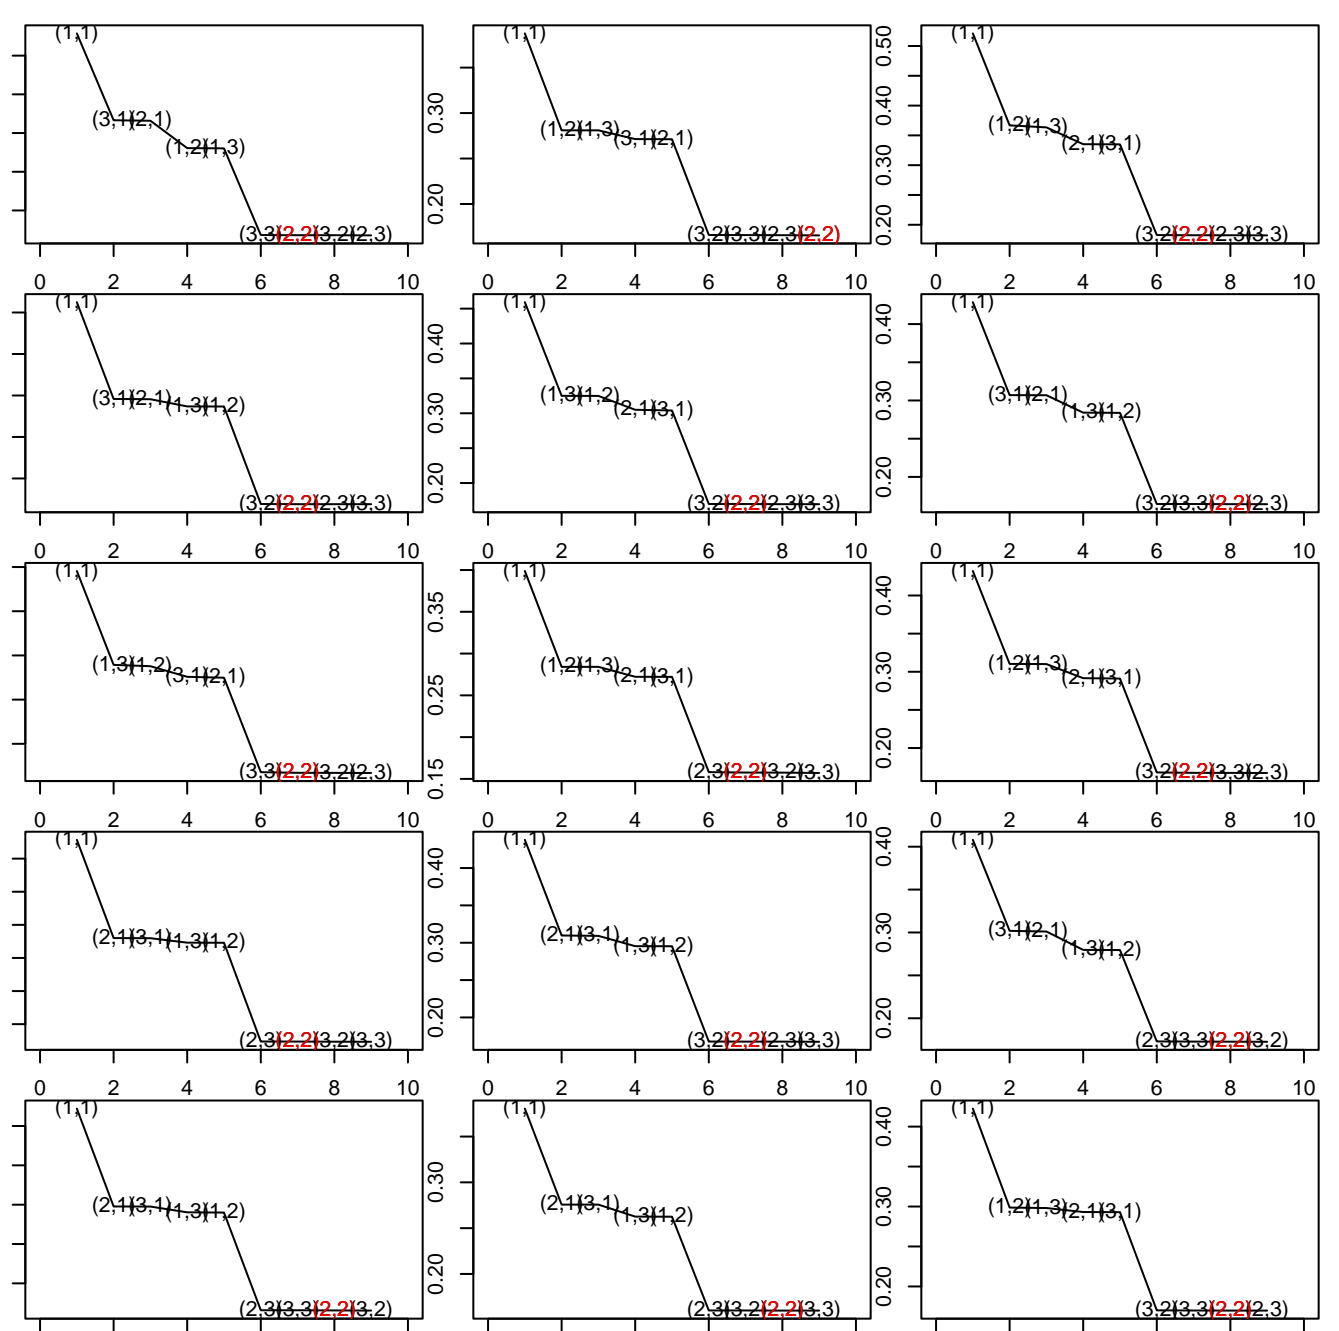 (1,1) (1,1) (1,1)
0.50
(3,1) (2,1) 0.30 (1,2) (1,3) 0.40 (1,2) (1,3)
(1,2) (1,3) (3,1) (2,1) (2,1) (3,1)
0.30
0.20 0.20
(3,3) (2,2) (3,2) (2,3) (3,2) (3,3) (2,3) (2,2) (3,2) (2,2) (2,3) (3,3)
0 2 4 6 8 10 0 2 4 6 8 10 0 2 4 6 8 10
(1,1) (1,1) (1,1)
0.40 0.40
(3,1) (2,1) (1,3) (1,2) (3,1) (2,1)
(1,3) (1,2) 0.30 (2,1) (3,1) 0.30 (1,3) (1,2)
0.20 0.20
(3,2) (2,2) (2,3) (3,3) (3,2) (2,2) (2,3) (3,3) (3,2) (3,3) (2,2) (2,3)
0 2 4 6 8 10 0 2 4 6 8 10 0 2 4 6 8 10
(1,1) (1,1) (1,1)
0.35 0.40
(1,3) (1,2) (1,2) (1,3) (1,2) (1,3)
(3,1) (2,1) 0.25 (2,1) (3,1) 0.30 (2,1) (3,1)
0.15 0.20
(3,3) (2,2) (3,2) (2,3) (2,3) (2,2) (3,2) (3,3) (3,2) (2,2) (3,3) (2,3)
0 2 4 6 8 10 0 2 4 6 8 10 0 2 4 6 8 10
(1,1) (1,1) (1,1)
0.40 0.40
(2,1) (3,1) (2,1) (3,1) (3,1) (2,1)
(1,3) (1,2) 0.30 (1,3) (1,2) 0.30 (1,3) (1,2)
0.20 0.20
(2,3) (2,2) (3,2) (3,3) (3,2) (2,2) (2,3) (3,3) (2,3) (3,3) (2,2) (3,2)
0 2 4 6 8 10 0 2 4 6 8 10 0 2 4 6 8 10
(1,1) (1,1) (1,1)
0.40
(2,1) (3,1) 0.30 (2,1) (3,1) (1,2) (1,3)
(1,3) (1,2) (1,3) (1,2) 0.30 (2,1) (3,1)
0.20 0.20
(2,3) (3,3) (2,2) (3,2) (2,3) (3,2) (2,2) (3,3) (3,2) (3,3) (2,2) (2,3)